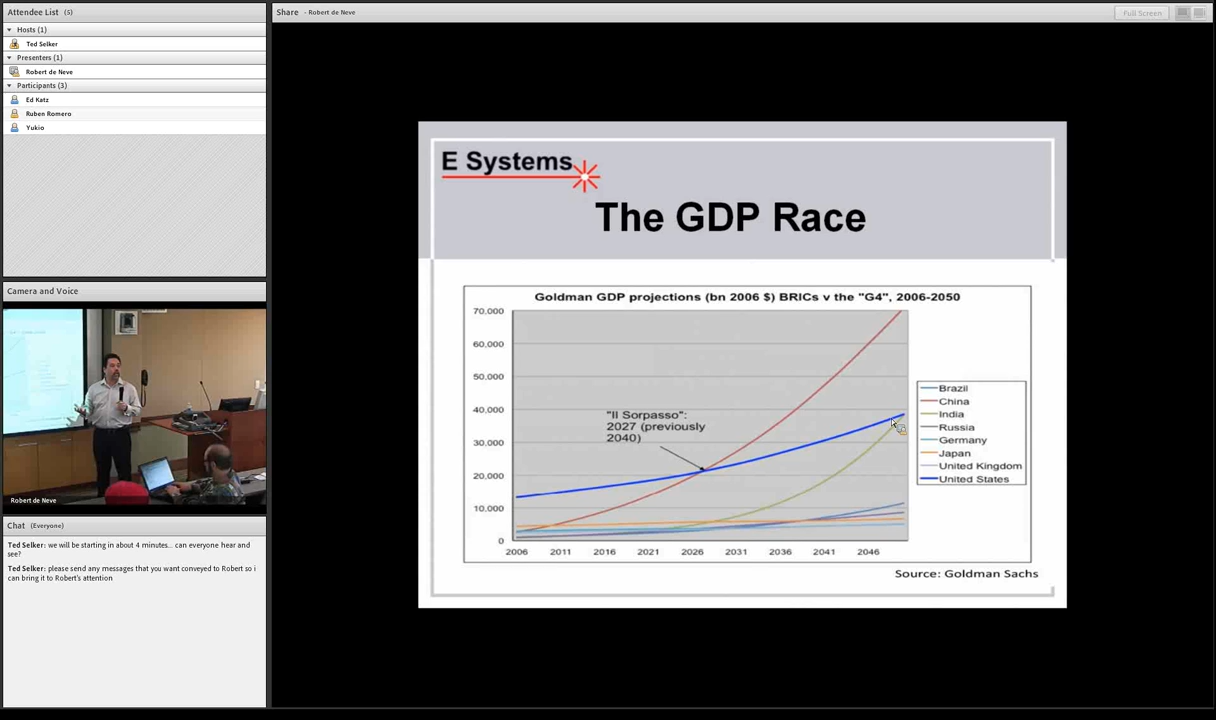 Attendee List (5)
Hosts (1)
Ted Selker
Presenters (1)
Robert de Neve
Participants (3)
Ed Katz
Ruben Romero
Yukio
Camera and Voice
Robert de Neve
Chat (Everyone)
Ted Selker: we will be starting in about 4 minutes... can everyone hear and
see?
Ted Selker: please send any messages that you want conveyed to Robert so i
can bring it to Robert's attention
Share - Robert de Neve
Full Screen
E Systems
The GDP Race
Goldman GDP projections (bn 2006 $) BRICs v the "G4", 2006-2050
70,000
60,000
50,000
40,000
30,000
20,000
10,000
0
"Il Sorpasso":
2027 (previously
2040)
2006 2011 2016 2021 2026 2031 2036 2041 2046
Brazil
China
India
Russia
Germany
Japan
United Kingdom
United States
Source: Goldman Sachs